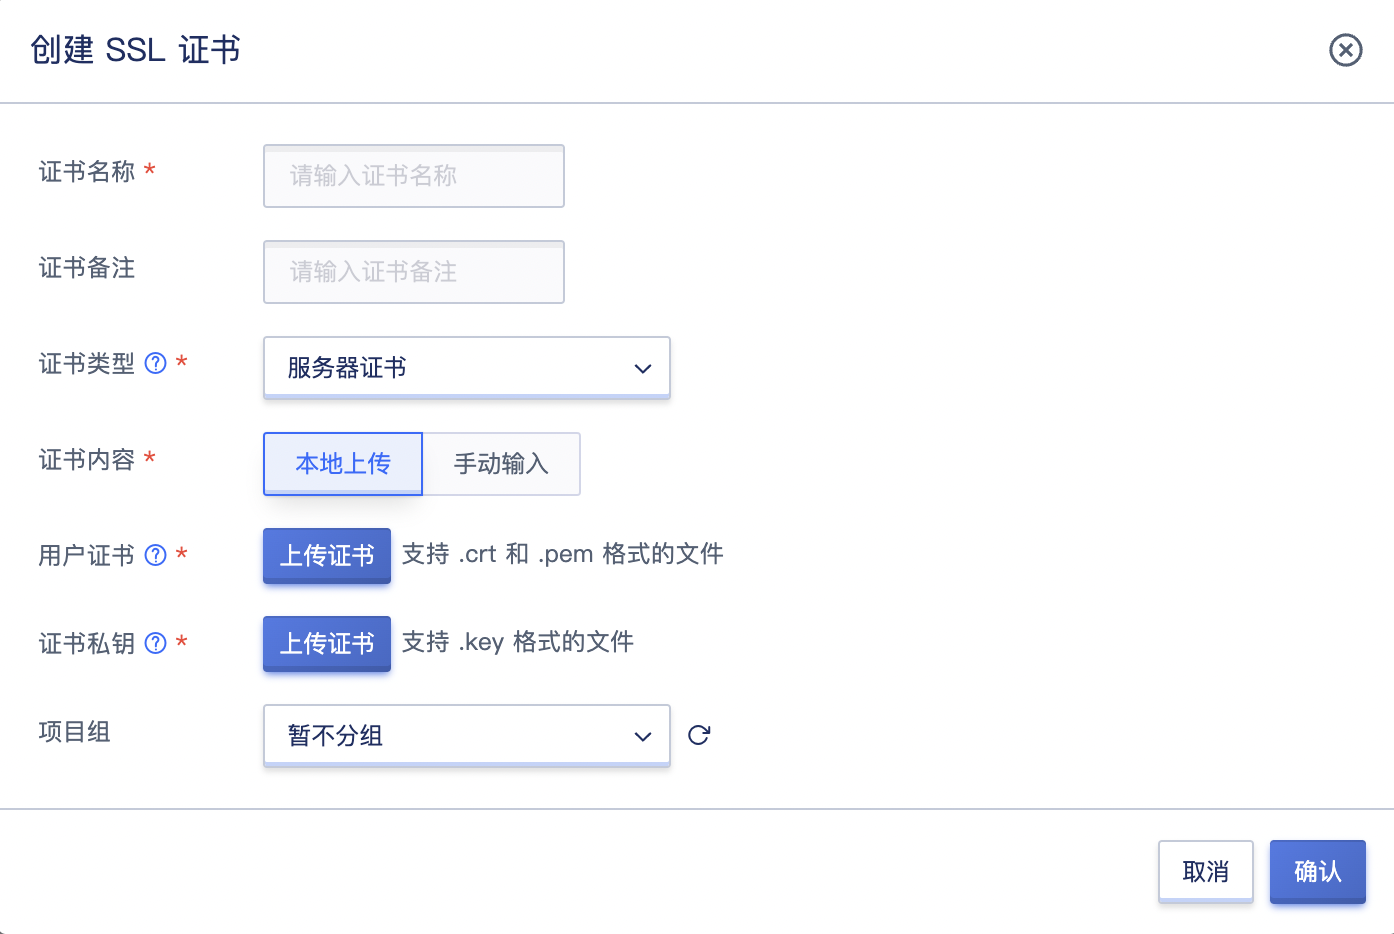 创建 SSL 证书
证书名称 *
请输入证书名称
证书备注
请输入证书备注
证书类型 ? *
服务器证书
证书内容 *
本地上传 手动输入
用户证书 ? *
上传证书 支持 .crt 和 .pem 格式的文件
证书私钥 ? *
上传证书 支持 .key 格式的文件
项目组
暂不分组
取消 确认